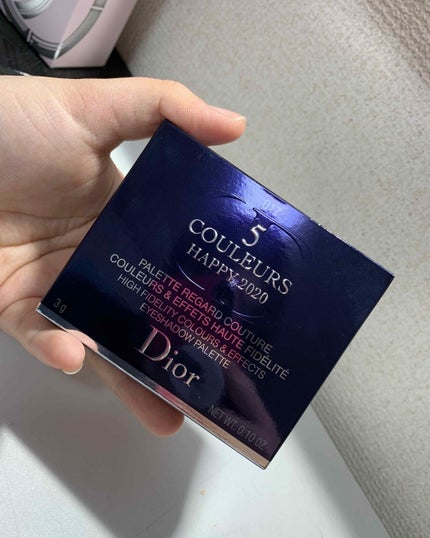 5
COULEURS
HAPPY 2020
PALETTE REGARD COUTURE
COULEURS & EFFETS HAUTE FIDÉLITÉ
HIGH FIDELITY COLOURS & EFFECTS
EYESHADOW PALETTE
Dior
3g
NET WT. 0.10 OZ